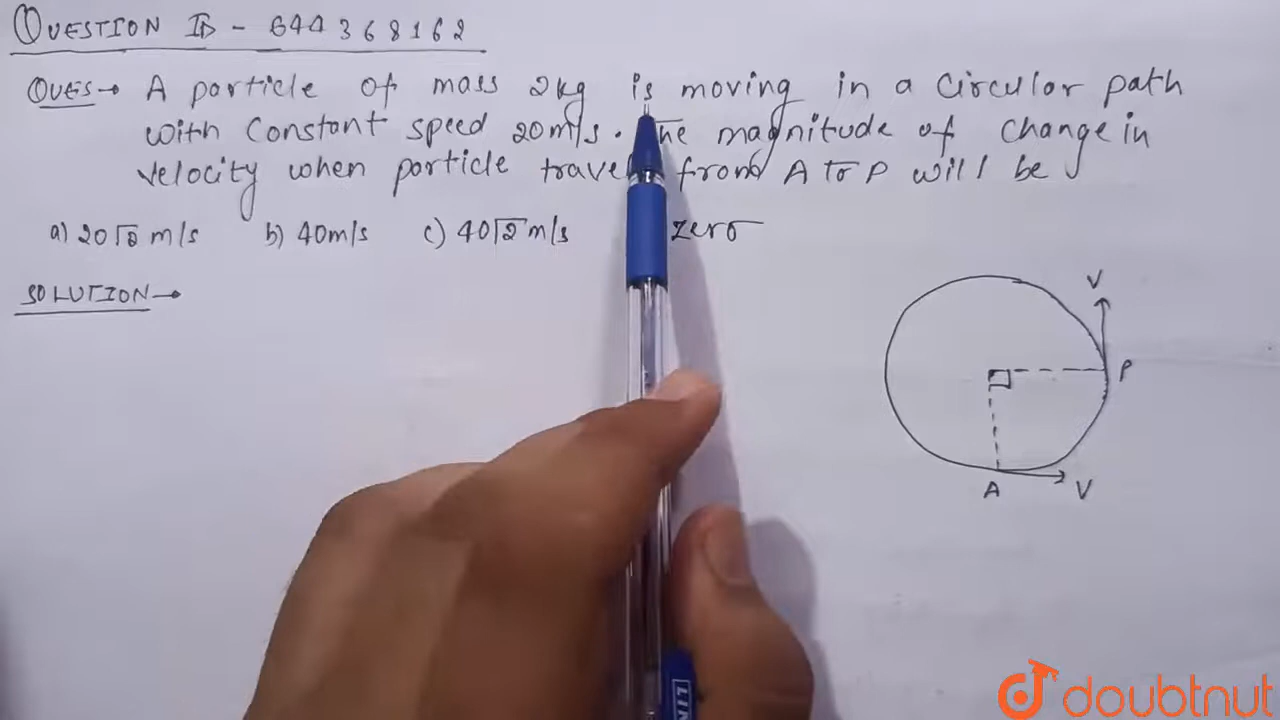 QUESTION ID - 644368162
QUES→ A particle of mass 2kg is moving in a circular path
with constant speed 20m/s. The magnitude of change in
velocity when particle from A to P will be
a) 20√2 m/s b) 40m/s c) 40√2 m/s zero
SOLUTION→
V
P
A
V
LIN
doubtnut